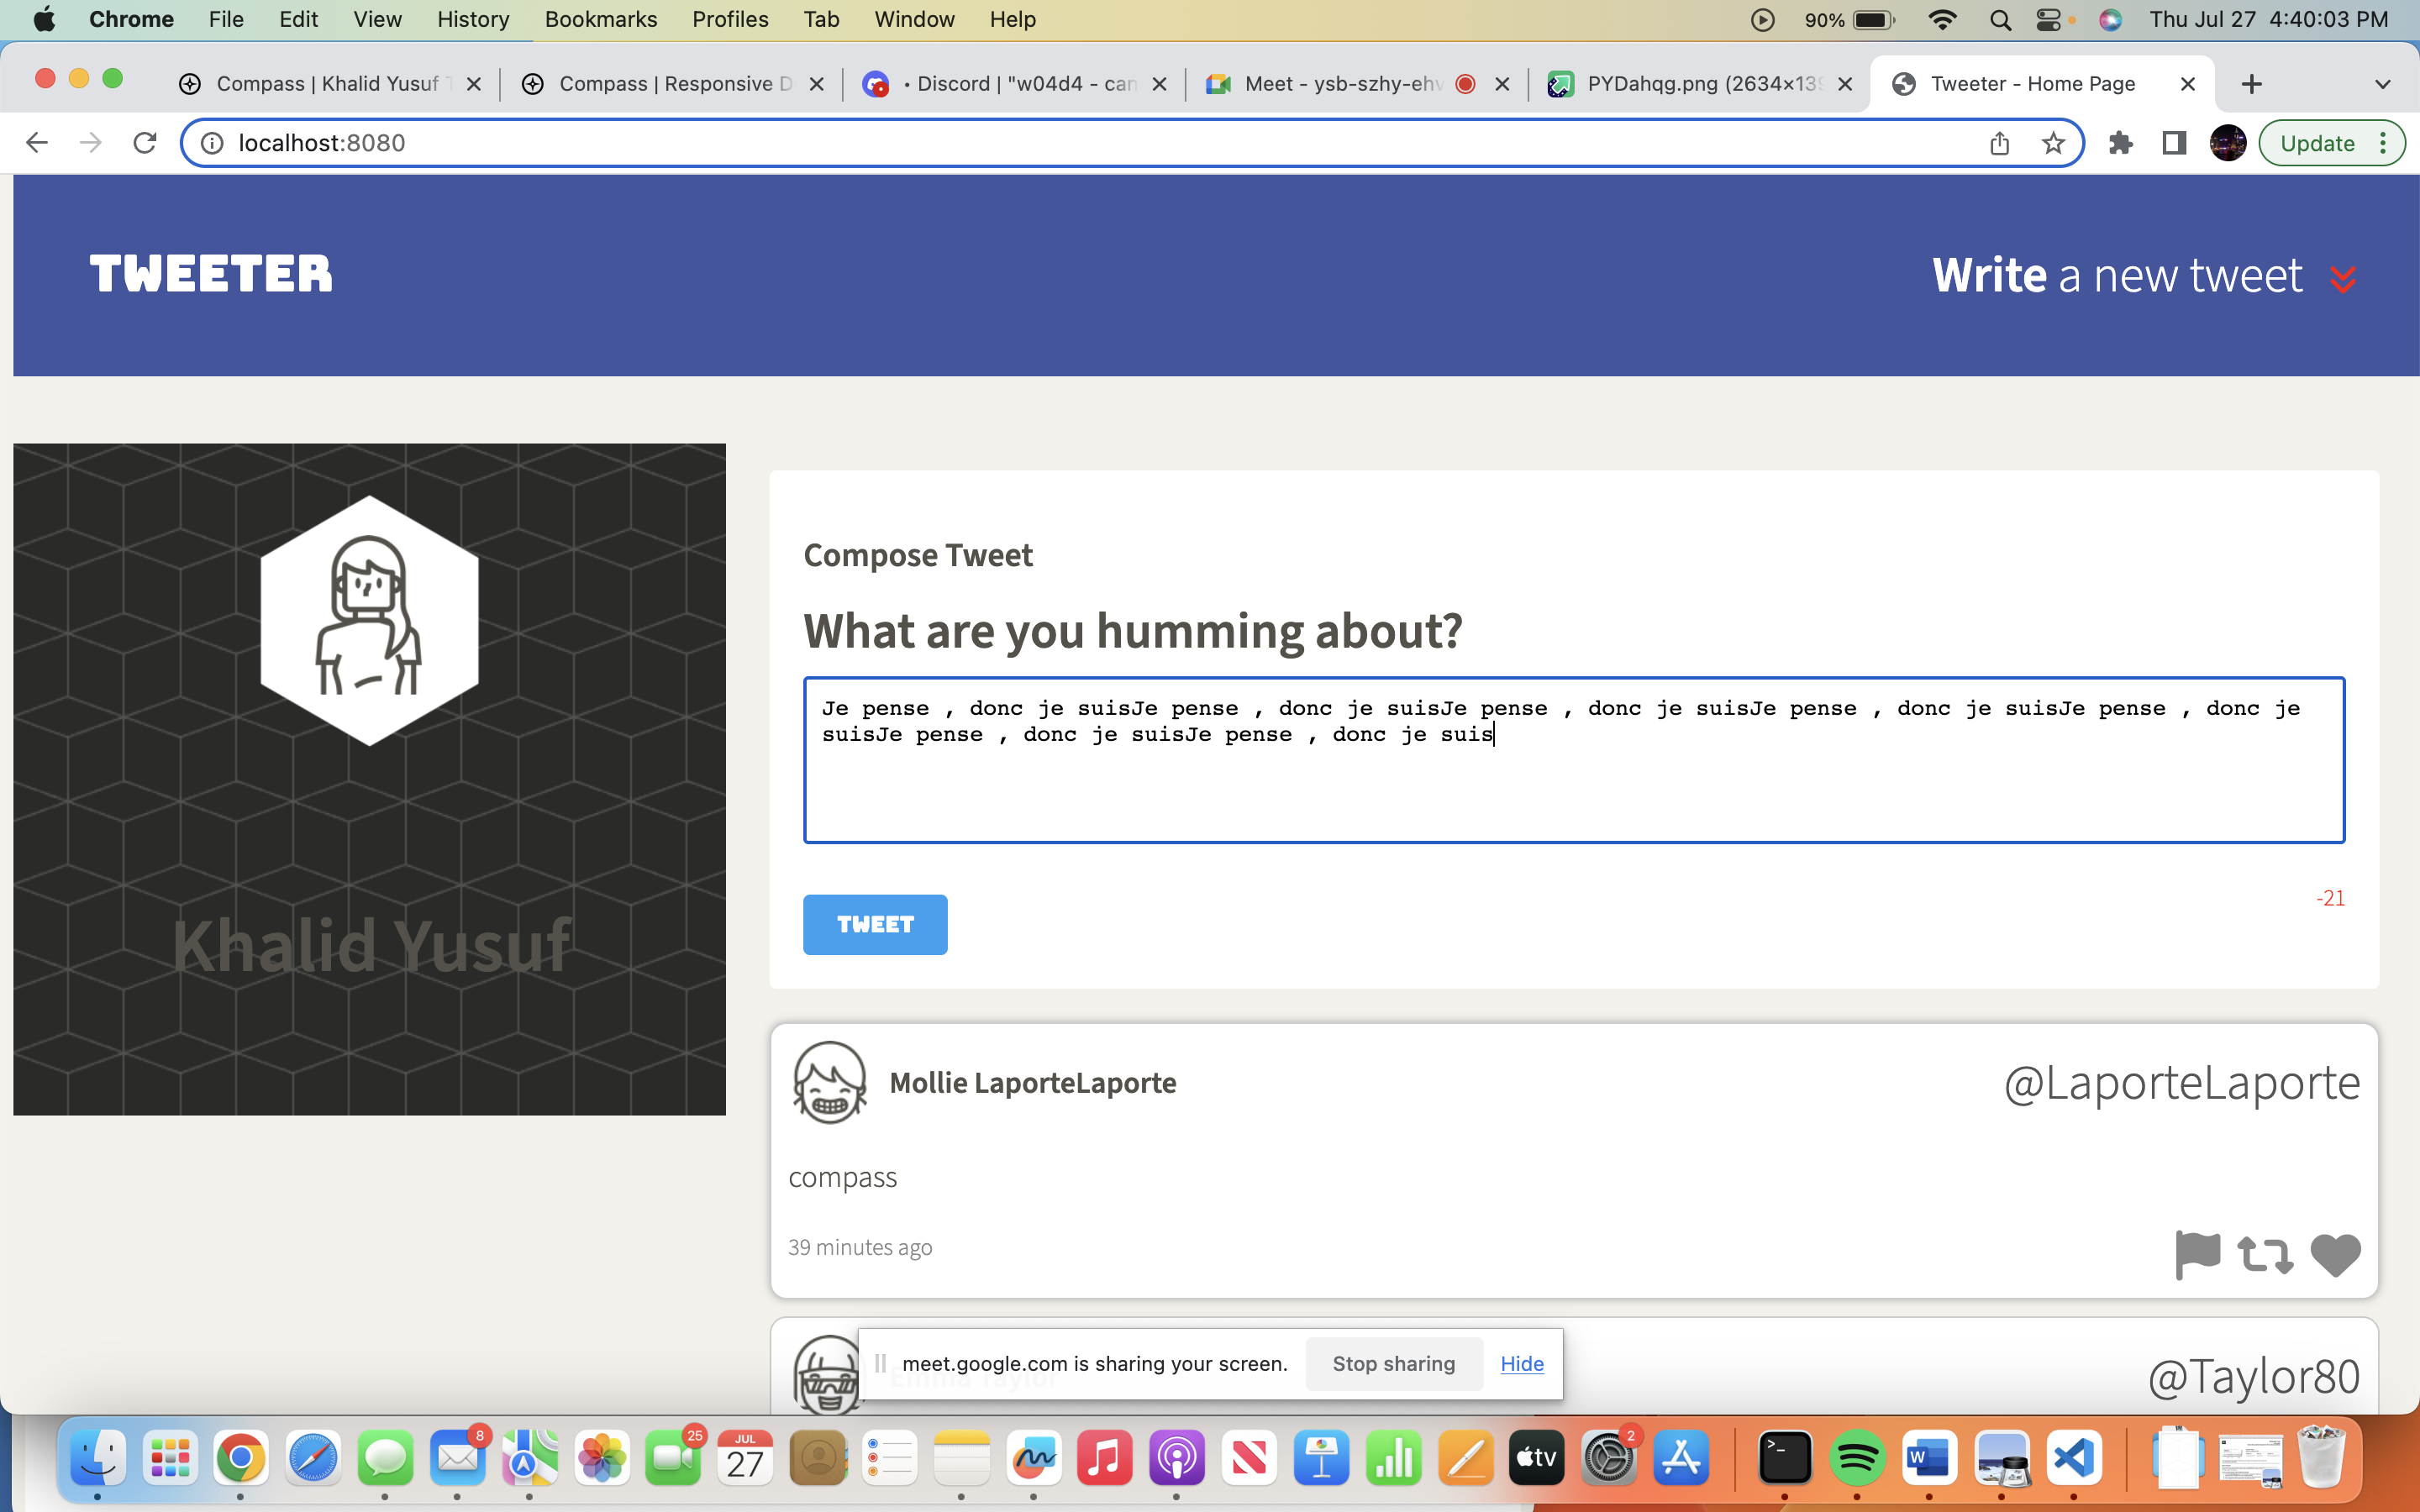 Chrome File Edit View History Bookmarks Profiles Tab Window Help 90% Thu Jul 27 4:40:03 PM
Compass | Khalid Yusuf Compass | Responsive D • Discord | "w04d4 - can Meet - ysb-szhy-ehv PYDahqg.png (2634×139 Tweeter - Home Page
localhost:8080 Update
TWEETER Write a new tweet
Compose Tweet
What are you humming about?
Je pense , donc je suisJe pense , donc je suisJe pense , donc je suisJe pense , donc je suisJe pense , donc je
suisJe pense , donc je suisJe pense , donc je suis
-21
TWEET
Khalid Yusuf
Mollie LaporteLaporte @LaporteLaporte
compass
39 minutes ago
meet.google.com is sharing your screen. Stop sharing Hide
Emma Taylor @Taylor80
8 25 JUL 27 tv 2 >_ W